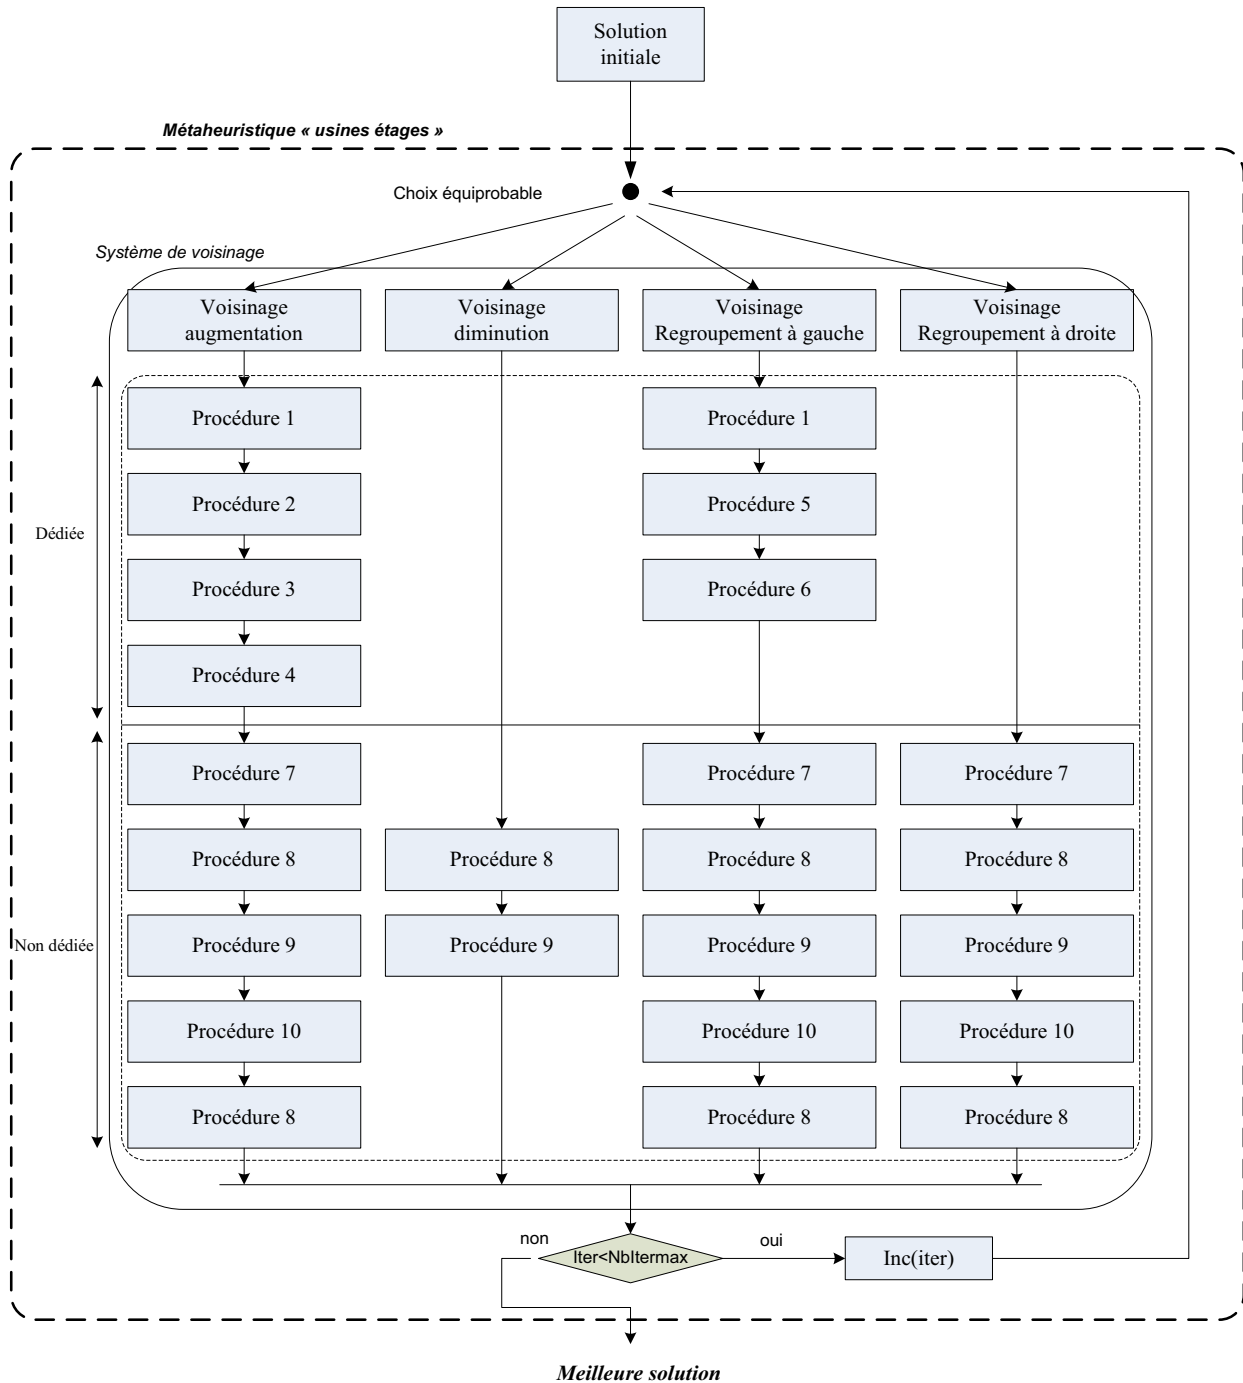 Solution
initiale
Métaheuristique « usines étages »
Choix équiprobable
Système de voisinage
Voisinage
augmentation
Voisinage
diminution
Voisinage
Regroupement à gauche
Voisinage
Regroupement à droite
Procédure 1
Procédure 1
Procédure 2
Procédure 5
Dédiée
Procédure 3
Procédure 6
Procédure 4
Procédure 7
Procédure 7
Procédure 7
Procédure 8
Procédure 8
Procédure 8
Procédure 8
Non dédiée
Procédure 9
Procédure 9
Procédure 9
Procédure 9
Procédure 10
Procédure 10
Procédure 10
Procédure 8
Procédure 8
Procédure 8
non
Iter<NbItermax
oui
Inc(iter)
Meilleure solution